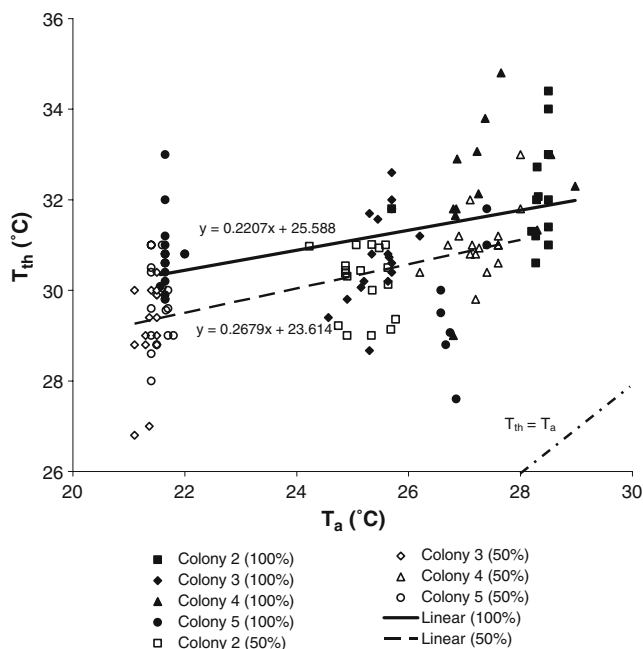 36
34
32
30
28
26
T_th (˚C)
y = 0.2207x + 25.588
y = 0.2679x + 23.614
T_th = T_a
20 22 24 26 28 30
T_a (˚C)
Colony 2 (100%)
Colony 3 (100%)
Colony 4 (100%)
Colony 5 (100%)
Colony 2 (50%)
Colony 3 (50%)
Colony 4 (50%)
Colony 5 (50%)
Linear (100%)
Linear (50%)